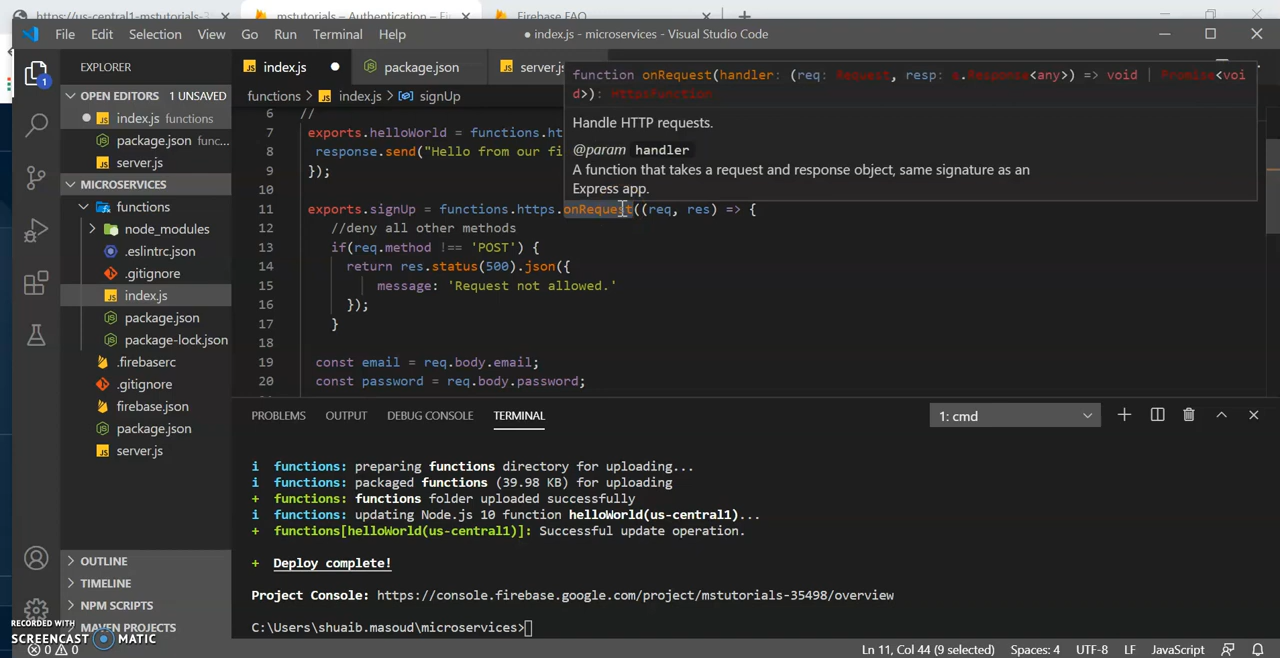 https://us-central1-mstutorials-3
mstutorials – Authentication – Fi
Firebase FAQ
File Edit Selection View Go Run Terminal Help
● index.js - microservices - Visual Studio Code
EXPLORER
index.js
package.json
server.js
OPEN EDITORS 1 UNSAVED
index.js functions
package.json func...
server.js
MICROSERVICES
functions
node_modules
.eslintrc.json
.gitignore
index.js
package.json
package-lock.json
.firebaserc
.gitignore
firebase.json
package.json
server.js
OUTLINE
TIMELINE
NPM SCRIPTS
MAVEN PROJECTS
1
functions > index.js > signUp
function onRequest(handler: (req: Request, resp: e.Response<any>) => void | Promise<voi
d>): HttpsFunction
Handle HTTP requests.
@param handler
A function that takes a request and response object, same signature as an
Express app.
6 //
7 exports.helloWorld = functions.ht
8 response.send("Hello from our fi
9 });
10
11 exports.signUp = functions.https.onRequest((req, res) => {
12 //deny all other methods
13 if(req.method !== 'POST') {
14 return res.status(500).json({
15 message: 'Request not allowed.'
16 });
17 }
18
19 const email = req.body.email;
20 const password = req.body.password;
PROBLEMS OUTPUT DEBUG CONSOLE TERMINAL
1: cmd
i functions: preparing functions directory for uploading...
i functions: packaged functions (39.98 KB) for uploading
+ functions: functions folder uploaded successfully
i functions: updating Node.js 10 function helloWorld(us-central1)...
+ functions[helloWorld(us-central1)]: Successful update operation.
+ Deploy complete!
Project Console: https://console.firebase.google.com/project/mstutorials-35498/overview
C:\Users\shuaib.masoud\microservices>
RECORDED WITH
SCREENCAST MATIC
0 0
Ln 11, Col 44 (9 selected) Spaces: 4 UTF-8 LF JavaScript